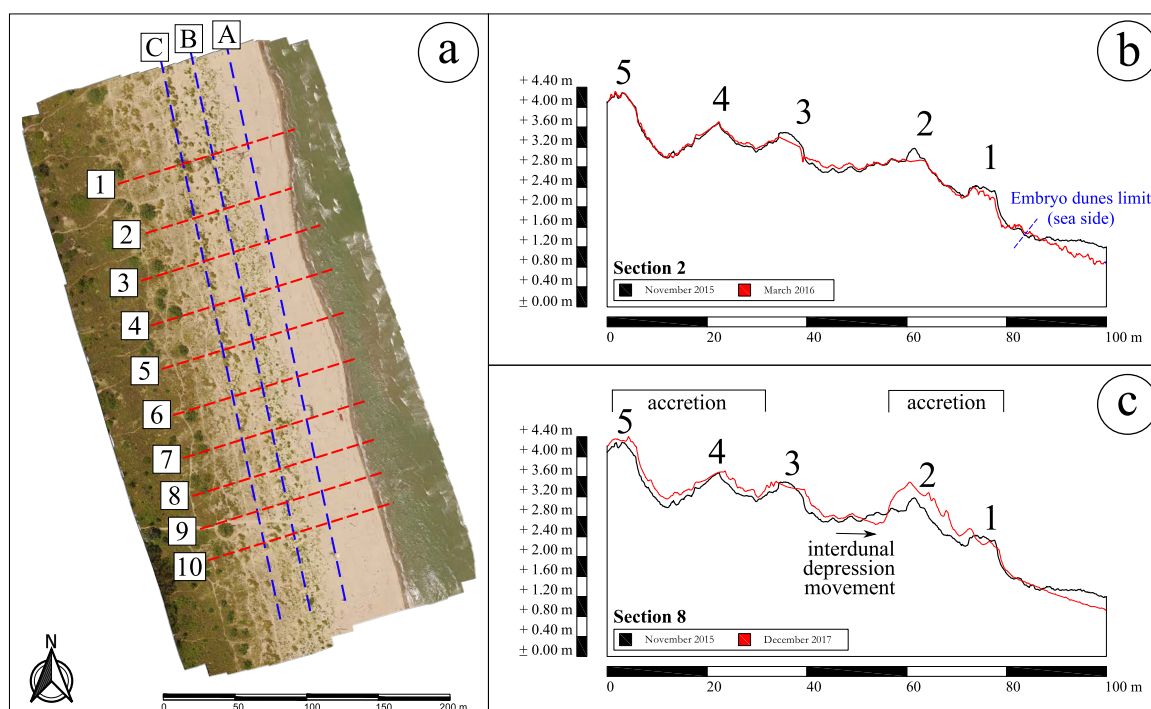 a
C
B
A
1
2
3
4
5
6
7
8
9
10
N
0
50
100
150
200 m
b
+ 4.40 m
+ 4.00 m
+ 3.60 m
+ 3.20 m
+ 2.80 m
+ 2.40 m
+ 2.00 m
+ 1.60 m
+ 1.20 m
+ 0.80 m
+ 0.40 m
± 0.00 m
5
4
3
2
1
Embryo dunes limit
(sea side)
Section 2
November 2015 March 2016
0 20 40 60 80 100 m
c
accretion accretion
+ 4.40 m
+ 4.00 m
+ 3.60 m
+ 3.20 m
+ 2.80 m
+ 2.40 m
+ 2.00 m
+ 1.60 m
+ 1.20 m
+ 0.80 m
+ 0.40 m
± 0.00 m
5
4
3
2
1
interdunal
depression
movement
Section 8
November 2015 December 2017
0 20 40 60 80 100 m